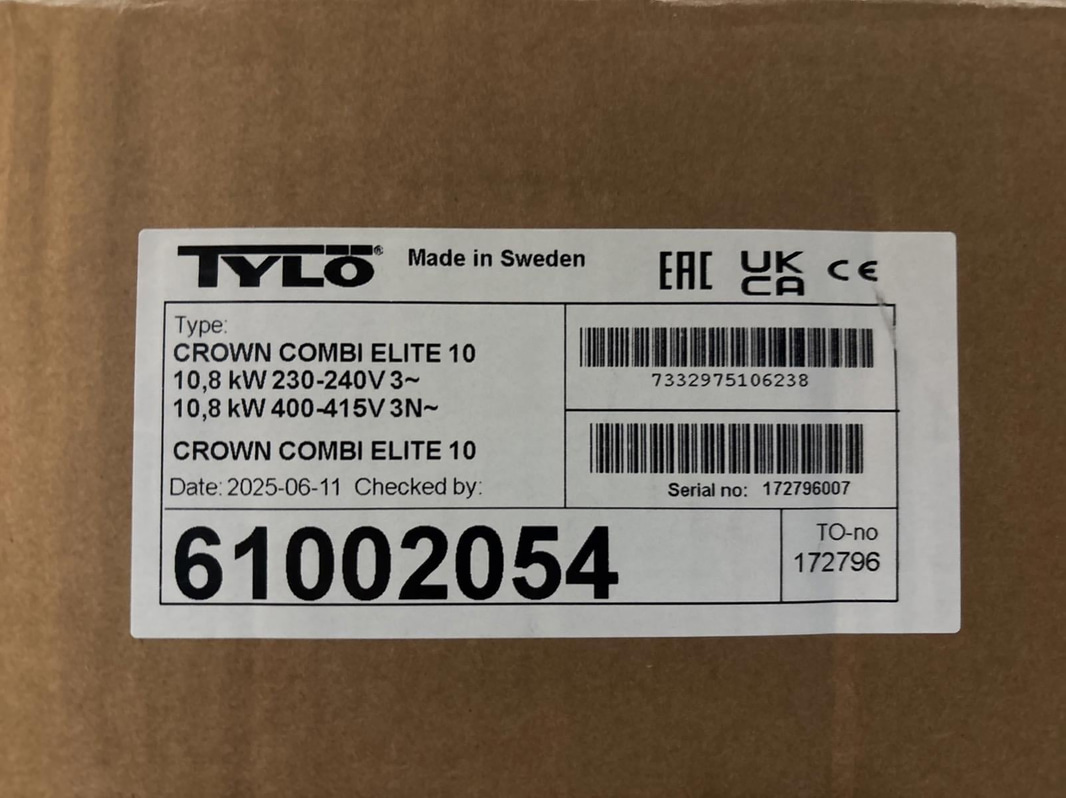 TYLÖ® Made in Sweden EAC UK CA CE
Type:
CROWN COMBI ELITE 10
10,8 kW 230-240V 3~
10,8 kW 400-415V 3N~
CROWN COMBI ELITE 10
Date: 2025-06-11 Checked by:
7332975106238
Serial no: 172796007
61002054
TO-no
172796